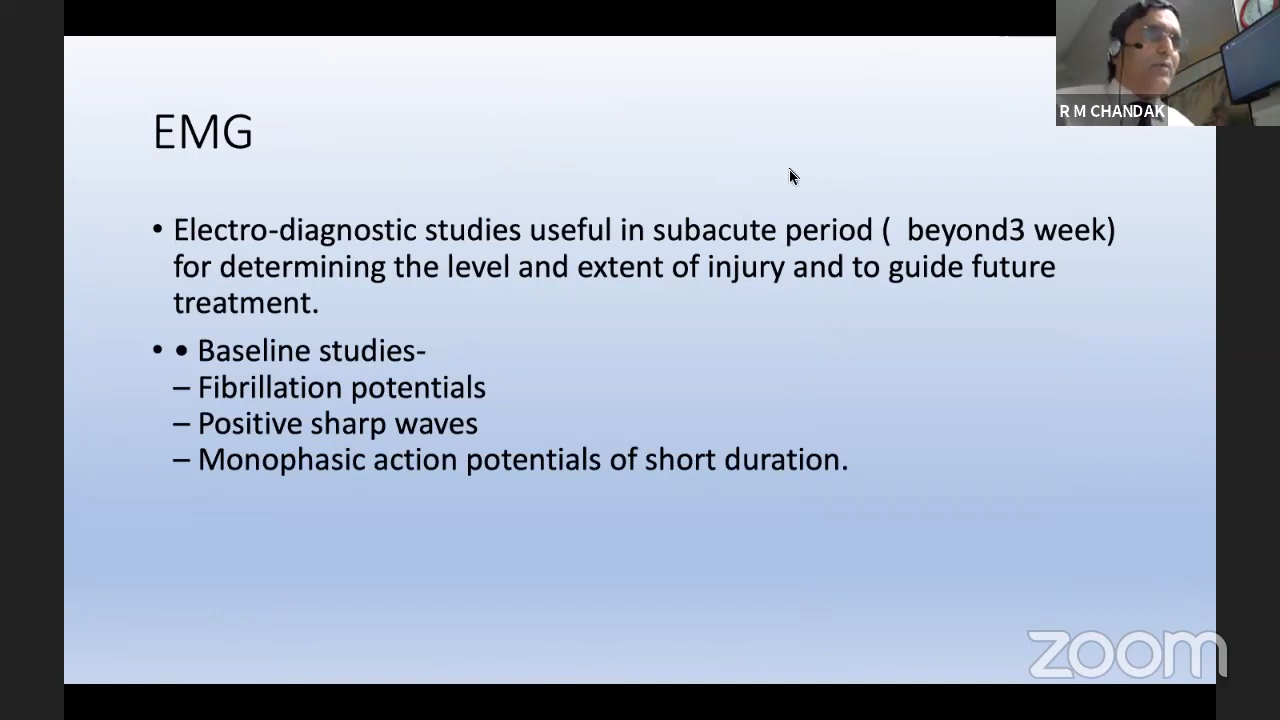 R M CHANDAK
EMG
• Electro-diagnostic studies useful in subacute period (  beyond3 week)
for determining the level and extent of injury and to guide future
treatment.
• • Baseline studies-
– Fibrillation potentials
– Positive sharp waves
– Monophasic action potentials of short duration.
zoom